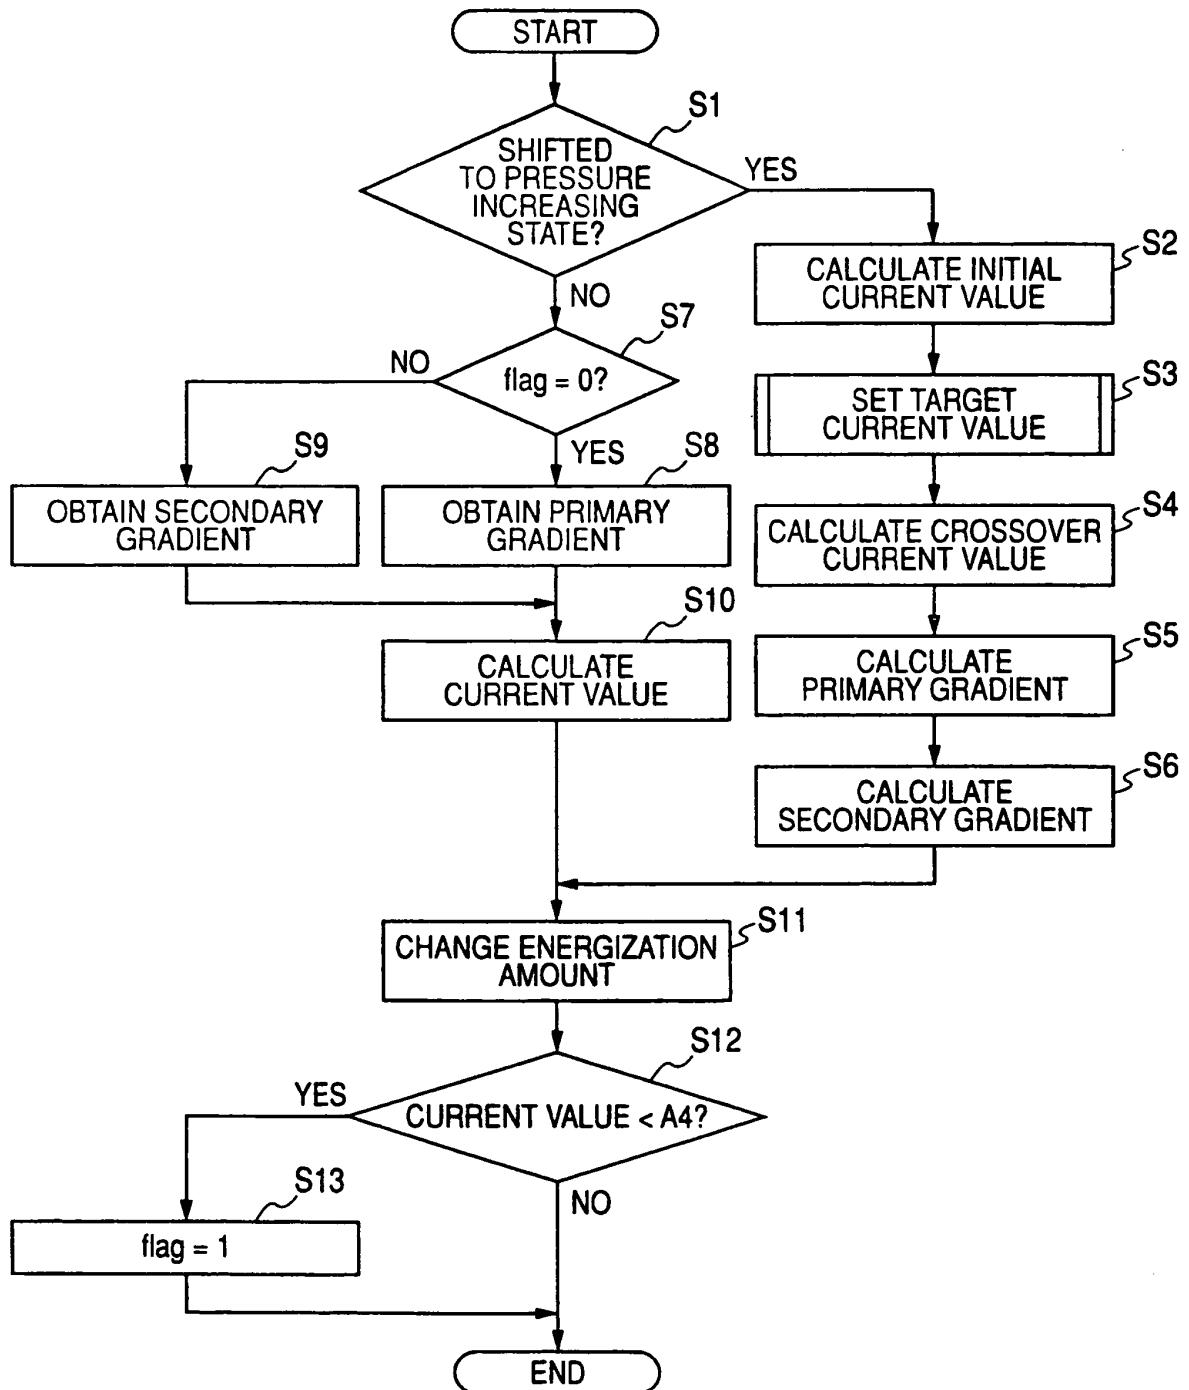 START
S1
SHIFTED
TO PRESSURE
INCREASING
STATE?
YES
NO
S2
CALCULATE INITIAL
CURRENT VALUE
S3
SET TARGET
CURRENT VALUE
S4
CALCULATE CROSSOVER
CURRENT VALUE
S5
CALCULATE
PRIMARY GRADIENT
S6
CALCULATE
SECONDARY GRADIENT
S7
flag = 0?
NO
YES
S9
OBTAIN SECONDARY
GRADIENT
S8
OBTAIN PRIMARY
GRADIENT
S10
CALCULATE
CURRENT VALUE
S11
CHANGE ENERGIZATION
AMOUNT
S12
CURRENT VALUE < A4?
YES
NO
S13
flag = 1
END